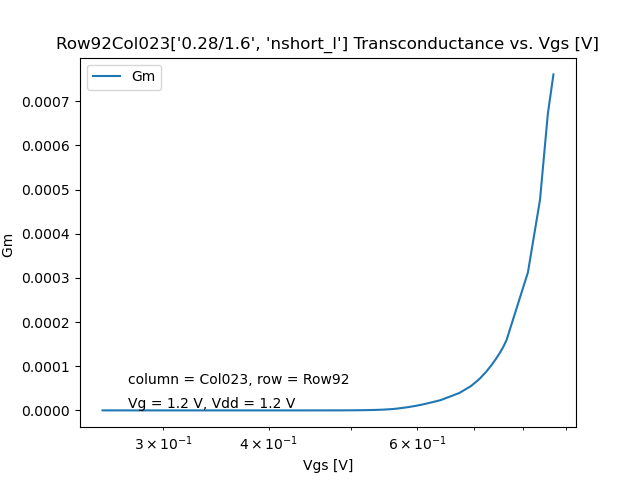 Row92Col023['0.28/1.6', 'nshort_l'] Transconductance vs. Vgs [V]
Gm
0.0007
0.0006
0.0005
0.0004
0.0003
0.0002
0.0001
0.0000
Gm
column = Col023, row = Row92
Vg = 1.2 V, Vdd = 1.2 V
3 × 10⁻¹ 4 × 10⁻¹ 6 × 10⁻¹
Vgs [V]